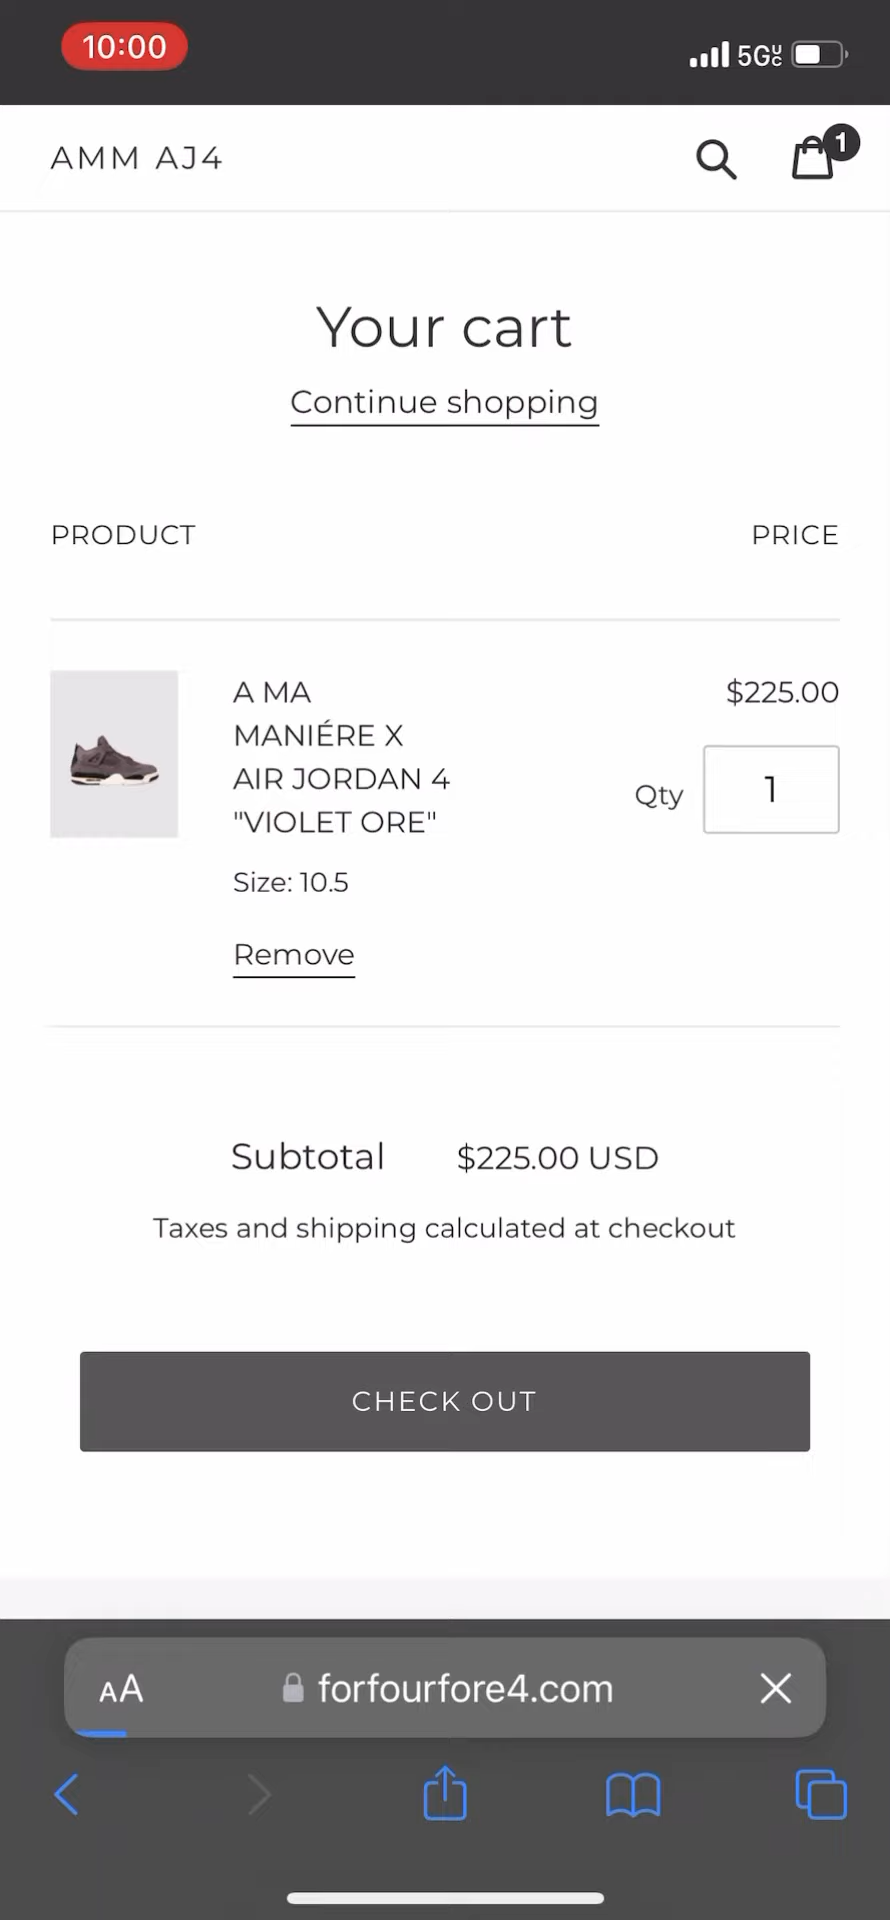 10:00
5GUC
AMM AJ4
1
Your cart
Continue shopping
PRODUCT
PRICE
A MA
MANIÉRE X
AIR JORDAN 4
"VIOLET ORE"
$225.00
Qty
1
Size: 10.5
Remove
Subtotal
$225.00 USD
Taxes and shipping calculated at checkout
CHECK OUT
AA
forfourfore4.com